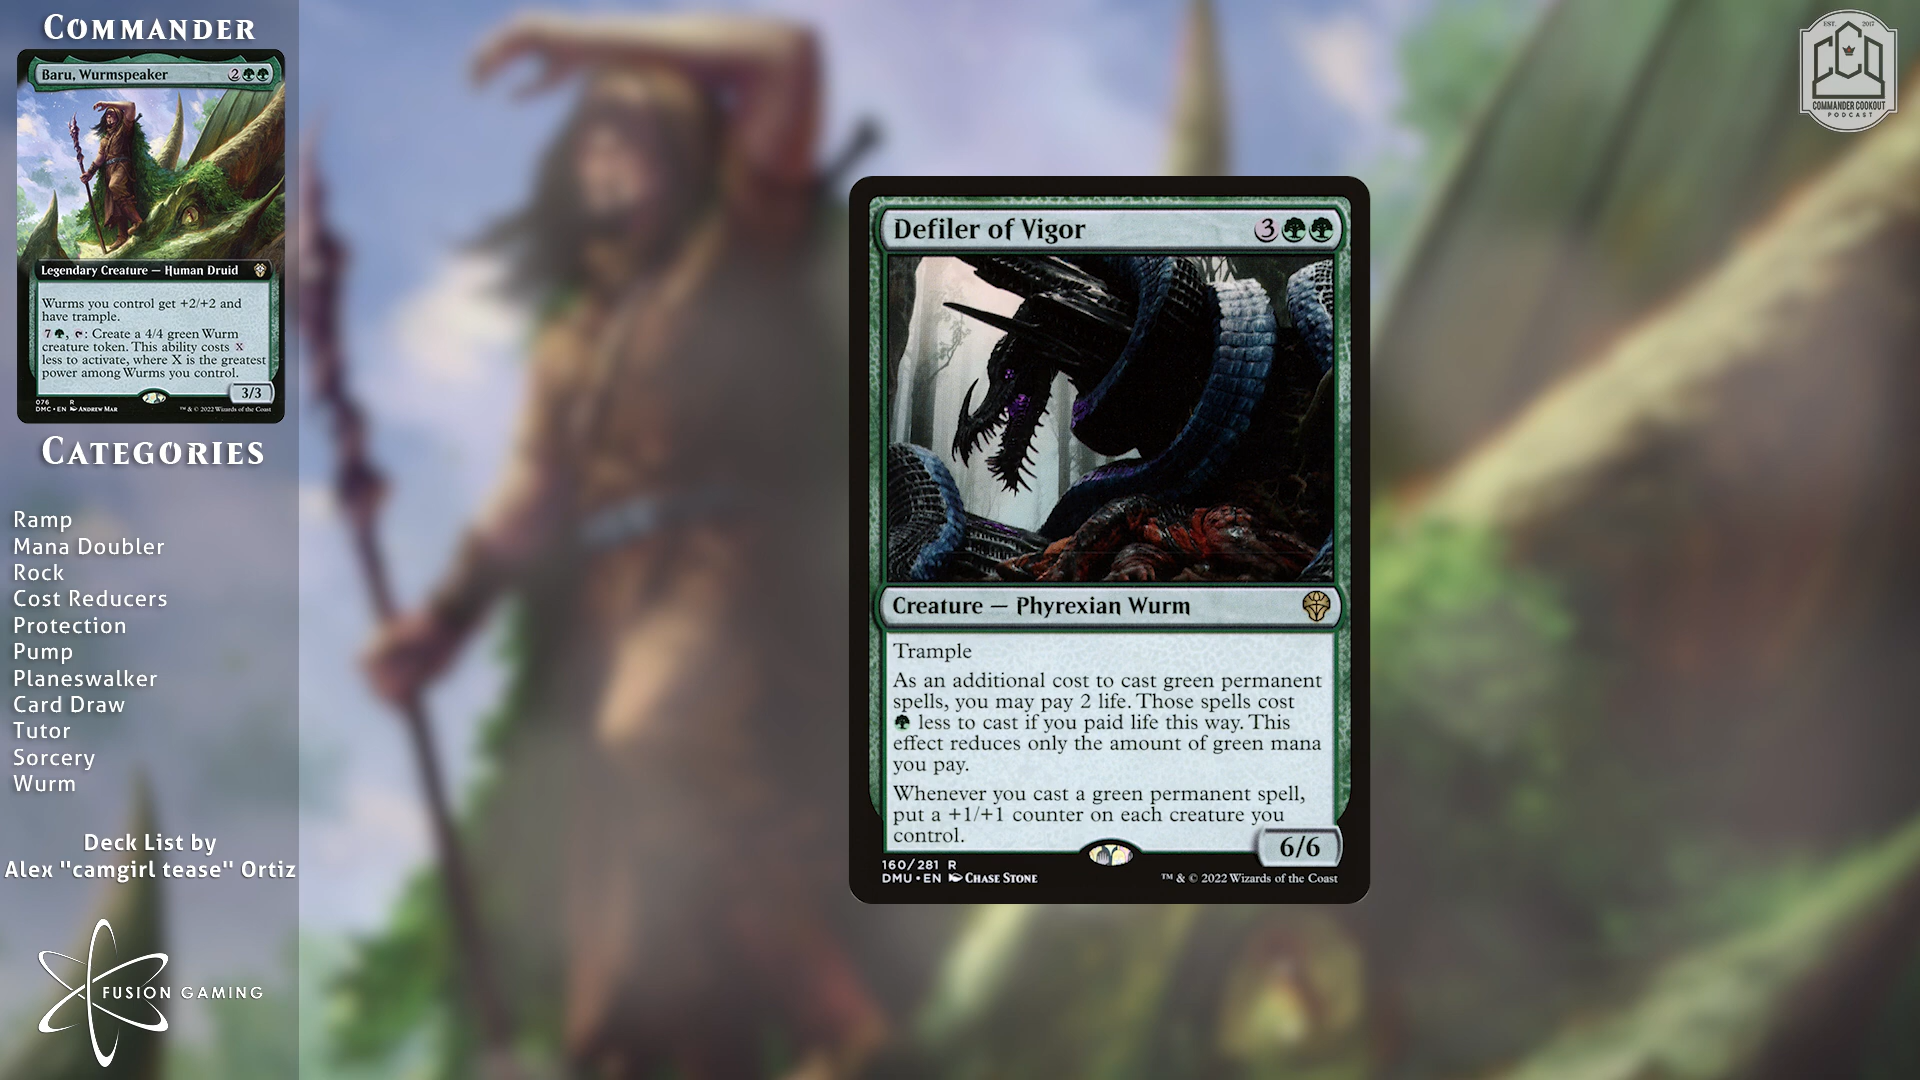 COMMANDER
Baru, Wurmspeaker 2
Legendary Creature — Human Druid
Wurms you control get +2/+2 and
have trample.
7 , : Create a 4/4 green Wurm
creature token. This ability costs X
less to activate, where X is the greatest
power among Wurms you control.
3/3
076 R
DMC • EN ANDREW MAR ™ & © 2022 Wizards of the Coast
CATEGORIES
Ramp
Mana Doubler
Rock
Cost Reducers
Protection
Pump
Planeswalker
Card Draw
Tutor
Sorcery
Wurm
Deck List by
Alex "camgirl tease" Ortiz
FUSION GAMING
Defiler of Vigor 3
Creature — Phyrexian Wurm
Trample
As an additional cost to cast green permanent
spells, you may pay 2 life. Those spells cost
less to cast if you paid life this way. This
effect reduces only the amount of green mana
you pay.
Whenever you cast a green permanent spell,
put a +1/+1 counter on each creature you
control.
6/6
160/281 R
DMU • EN CHASE STONE ™ & © 2022 Wizards of the Coast
EST. 2017
CCO
COMMANDER COOKOUT
PODCAST